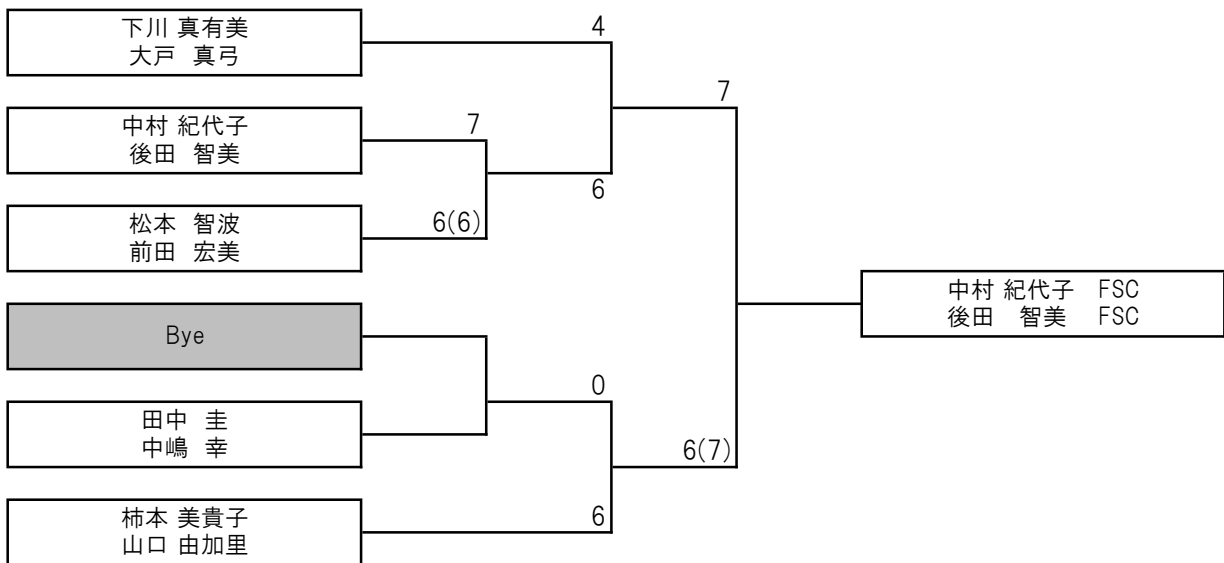 下川 真有美
大戸 真弓
4
7
中村 紀代子
後田 智美
7
6
松本 智波
前田 宏美
6(6)
中村 紀代子 FSC
後田 智美 FSC
Bye
0
田中 圭
中嶋 幸
6(7)
柿本 美貴子
山口 由加里
6